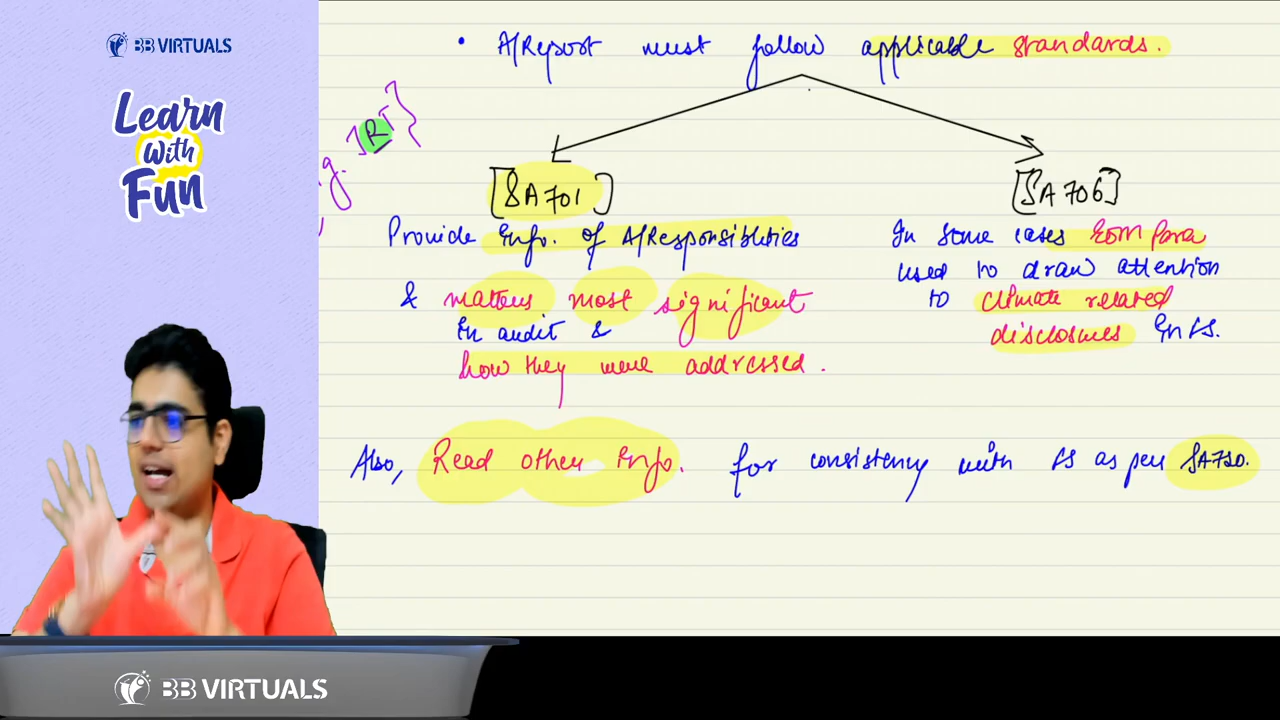 BB VIRTUALS
Learn
With
Fun
• A/Report must follow applicable standards.
g. JRT}
[SA 701]
Provide Info. of A/Responsiblities
& matters most significant
In audit &
how they were addressed.
[SA 706]
In some cases EOM Para
used to draw attention
to climate related
disclosures In FS.
Also, Read other Info. for consistency with FS as per SA720.
BB VIRTUALS